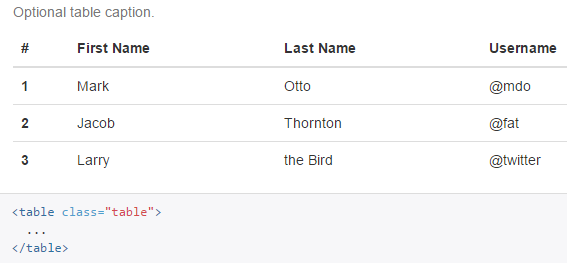 Optional table caption.
# First Name Last Name Username
1 Mark Otto @mdo
2 Jacob Thornton @fat
3 Larry the Bird @twitter
<table class="table">
  ...
</table>